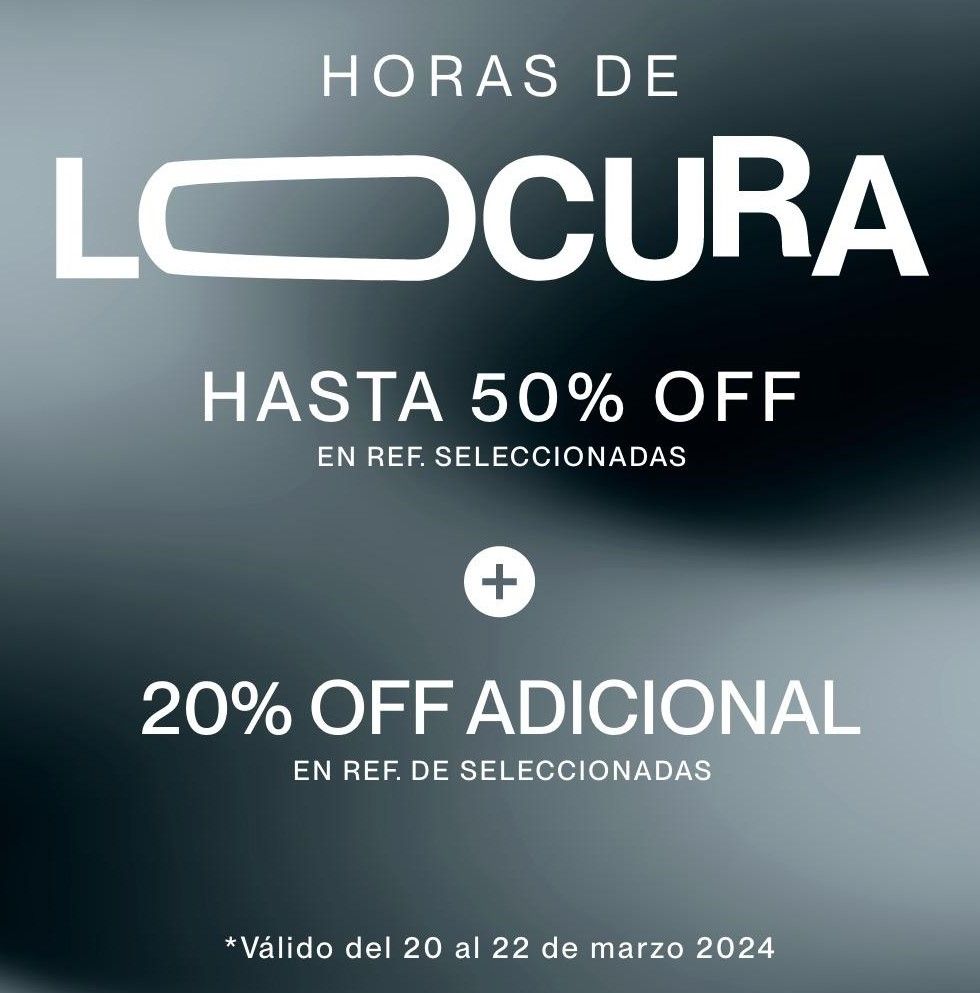 HORAS DE
LOCURA
HASTA 50% OFF
EN REF. SELECCIONADAS
+
20% OFF ADICIONAL
EN REF. DE SELECCIONADAS
*Válido del 20 al 22 de marzo 2024